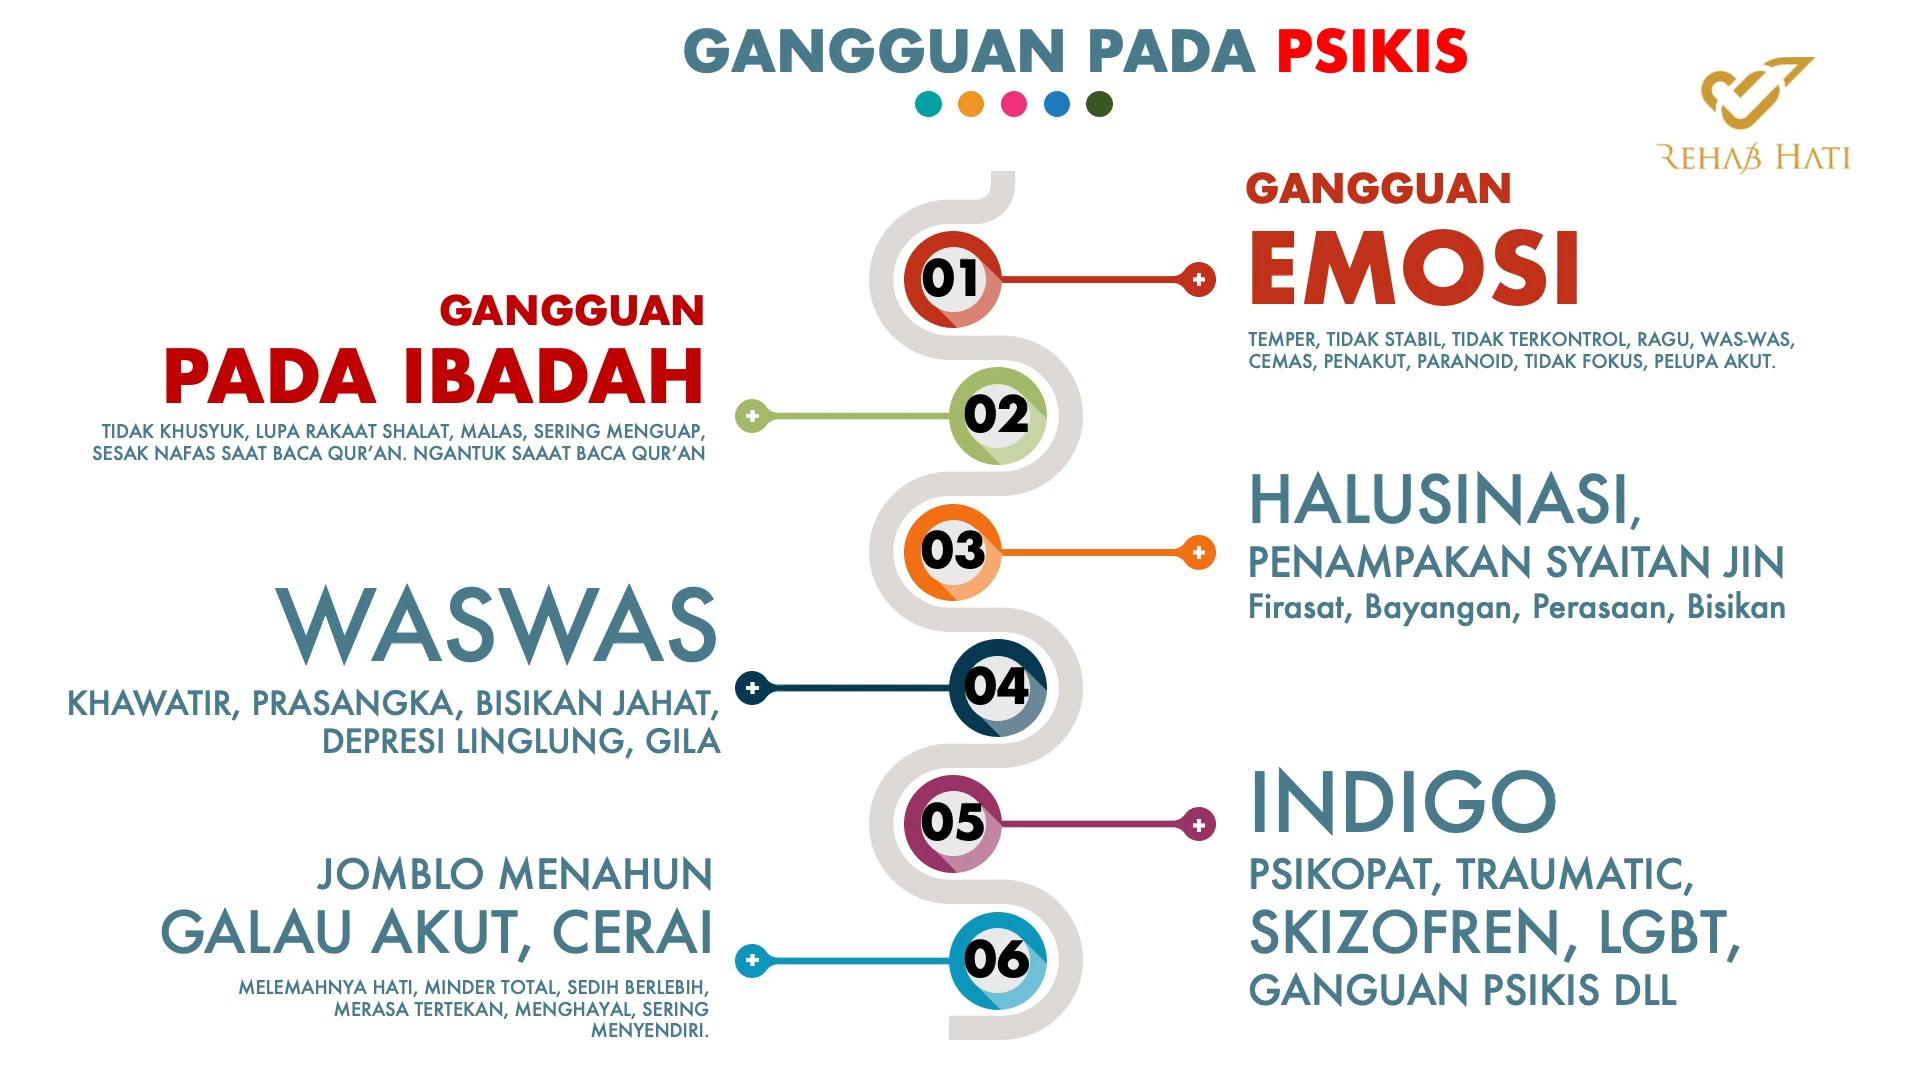 GANGGUAN PADA PSIKIS
REHAB HATI
01
GANGGUAN
EMOSI
TEMPER, TIDAK STABIL, TIDAK TERKONTROL, RAGU, WAS-WAS,
CEMAS, PENAKUT, PARANOID, TIDAK FOKUS, PELUPA AKUT.
GANGGUAN
PADA IBADAH
TIDAK KHUSYUK, LUPA RAKAAT SHALAT, MALAS, SERING MENGUAP,
SESAK NAFAS SAAT BACA QUR’AN. NGANTUK SAAAT BACA QUR’AN
02
03
HALUSINASI,
PENAMPAKAN SYAITAN JIN
Firasat, Bayangan, Perasaan, Bisikan
WASWAS
KHAWATIR, PRASANGKA, BISIKAN JAHAT,
DEPRESI LINGLUNG, GILA
04
05
INDIGO
PSIKOPAT, TRAUMATIC,
SKIZOFREN, LGBT,
GANGUAN PSIKIS DLL
JOMBLO MENAHUN
GALAU AKUT, CERAI
MELEMAHNYA HATI, MINDER TOTAL, SEDIH BERLEBIH,
MERASA TERTEKAN, MENGHAYAL, SERING
MENYENDIRI.
06